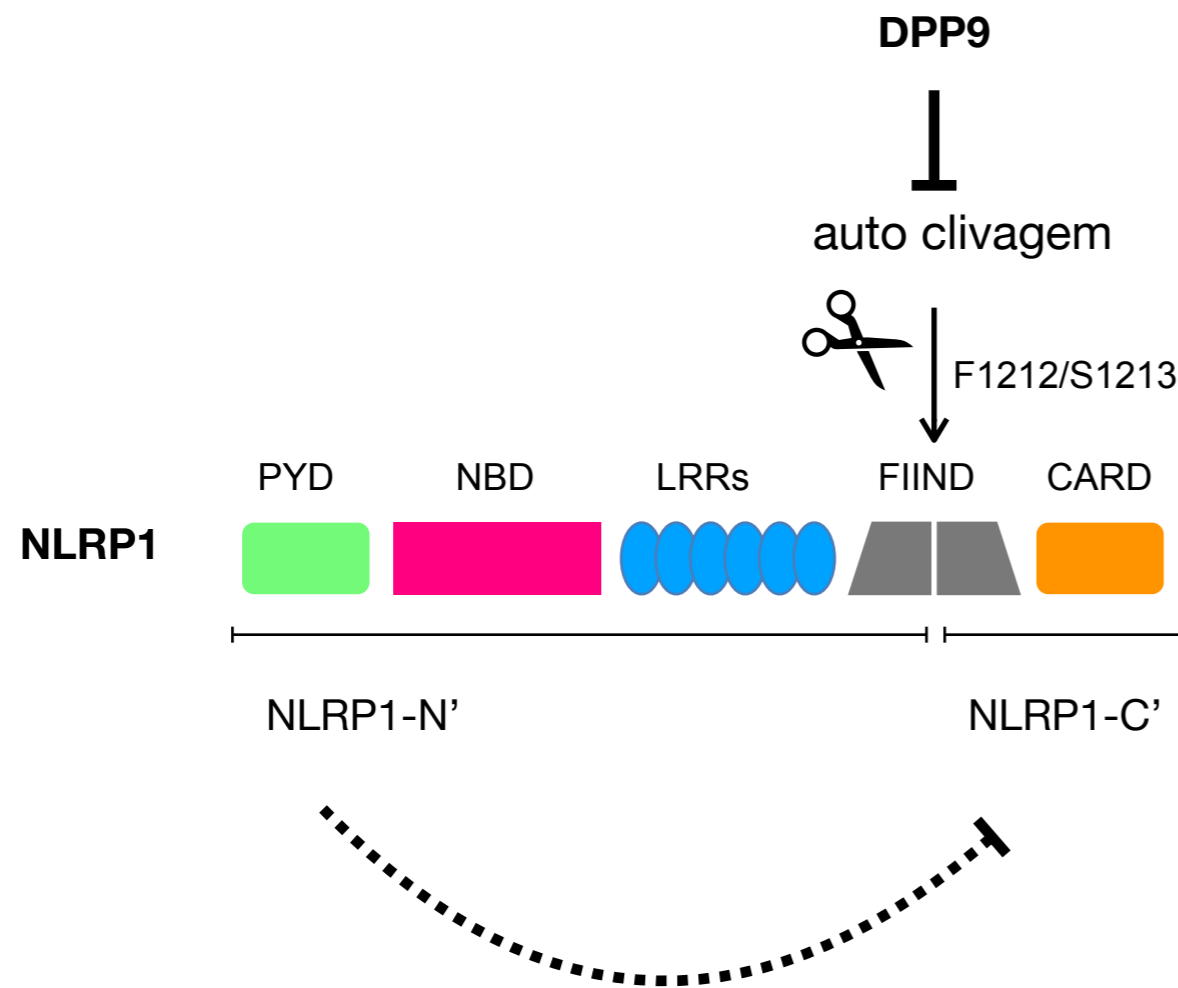 DPP9
auto clivagem
F1212/S1213
PYD NBD LRRs FIIND CARD
NLRP1
NLRP1-N’ NLRP1-C’